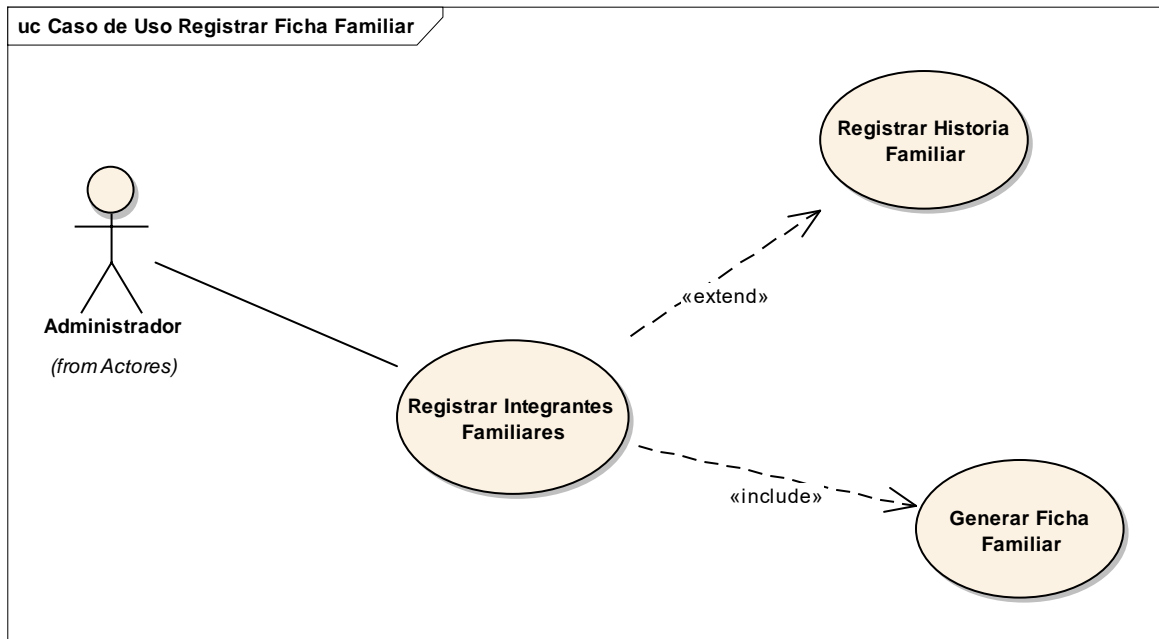 uc Caso de Uso Registrar Ficha Familiar
Registrar Historia
Familiar
Administrador
(from Actores)
«extend»
Registrar Integrantes
Familiares
«include»
Generar Ficha
Familiar